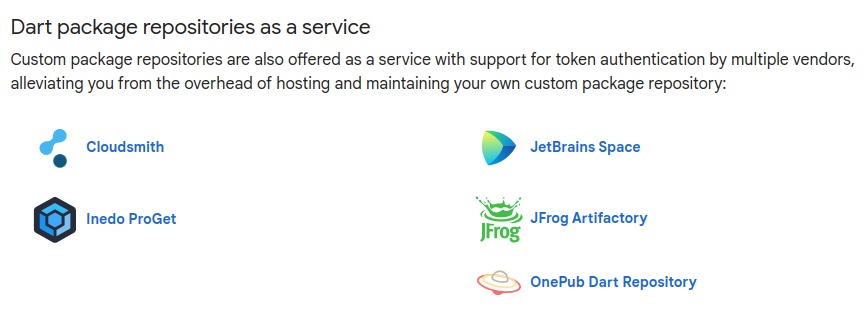 Dart package repositories as a service
Custom package repositories are also offered as a service with support for token authentication by multiple vendors,
alleviating you from the overhead of hosting and maintaining your own custom package repository:
Cloudsmith
JetBrains Space
Inedo ProGet
JFrog
JFrog Artifactory
OnePub Dart Repository